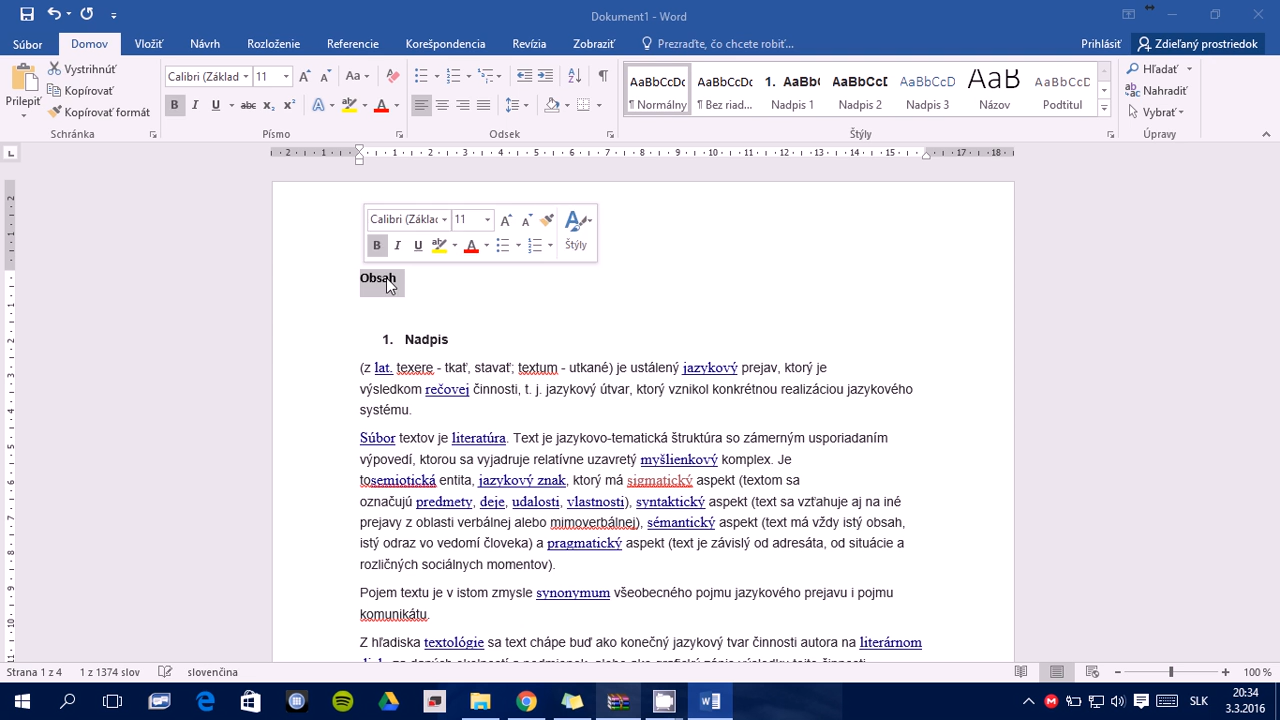 Dokument1 - Word
Súbor Domov Vložiť Návrh Rozloženie Referencie Korešpondencia Revízia Zobraziť Prezraďte, čo chcete robiť... Prihlásiť Zdieľaný prostriedok
Prilepiť
Vystrihnúť
Kopírovať
Kopírovať formát
Schránka
Calibri (Základ 11
B I U abc x₂ x²
Písmo
Odsek
AaBbCcDc AaBbCcDc 1. AaBb( AaBbCcI AaBbCcD AaB AaBbCcD
¶ Normálny ¶ Bez riad... Nadpis 1 Nadpis 2 Nadpis 3 Názov Podtitul
Štýly
Hľadať
Nahradiť
Vybrať
Úpravy
Calibri (Základ 11
B I U Štýly
Obsah
1. Nadpis
(z lat. texere - tkať, stavať; textum - utkané) je ustálený jazykový prejav, ktorý je
výsledkom rečovej činnosti, t. j. jazykový útvar, ktorý vznikol konkrétnou realizáciou jazykového
systému.
Súbor textov je literatúra. Text je jazykovo-tematická štruktúra so zámerným usporiadaním
výpovedí, ktorou sa vyjadruje relatívne uzavretý myšlienkový komplex. Je
tosemiotická entita, jazykový znak, ktorý má sigmatický aspekt (textom sa
označujú predmety, deje, udalosti, vlastnosti), syntaktický aspekt (text sa vzťahuje aj na iné
prejavy z oblasti verbálnej alebo mimoverbálnej), sémantický aspekt (text má vždy istý obsah,
istý odraz vo vedomí človeka) a pragmatický aspekt (text je závislý od adresáta, od situácie a
rozličných sociálnych momentov).
Pojem textu je v istom zmysle synonymum všeobecného pojmu jazykového prejavu i pojmu
komunikátu.
Z hľadiska textológie sa text chápe buď ako konečný jazykový tvar činnosti autora na literárnom
Strana 1 z 4 1 z 1374 slov slovenčina 100 %
SLK 20:34
3.3.2016